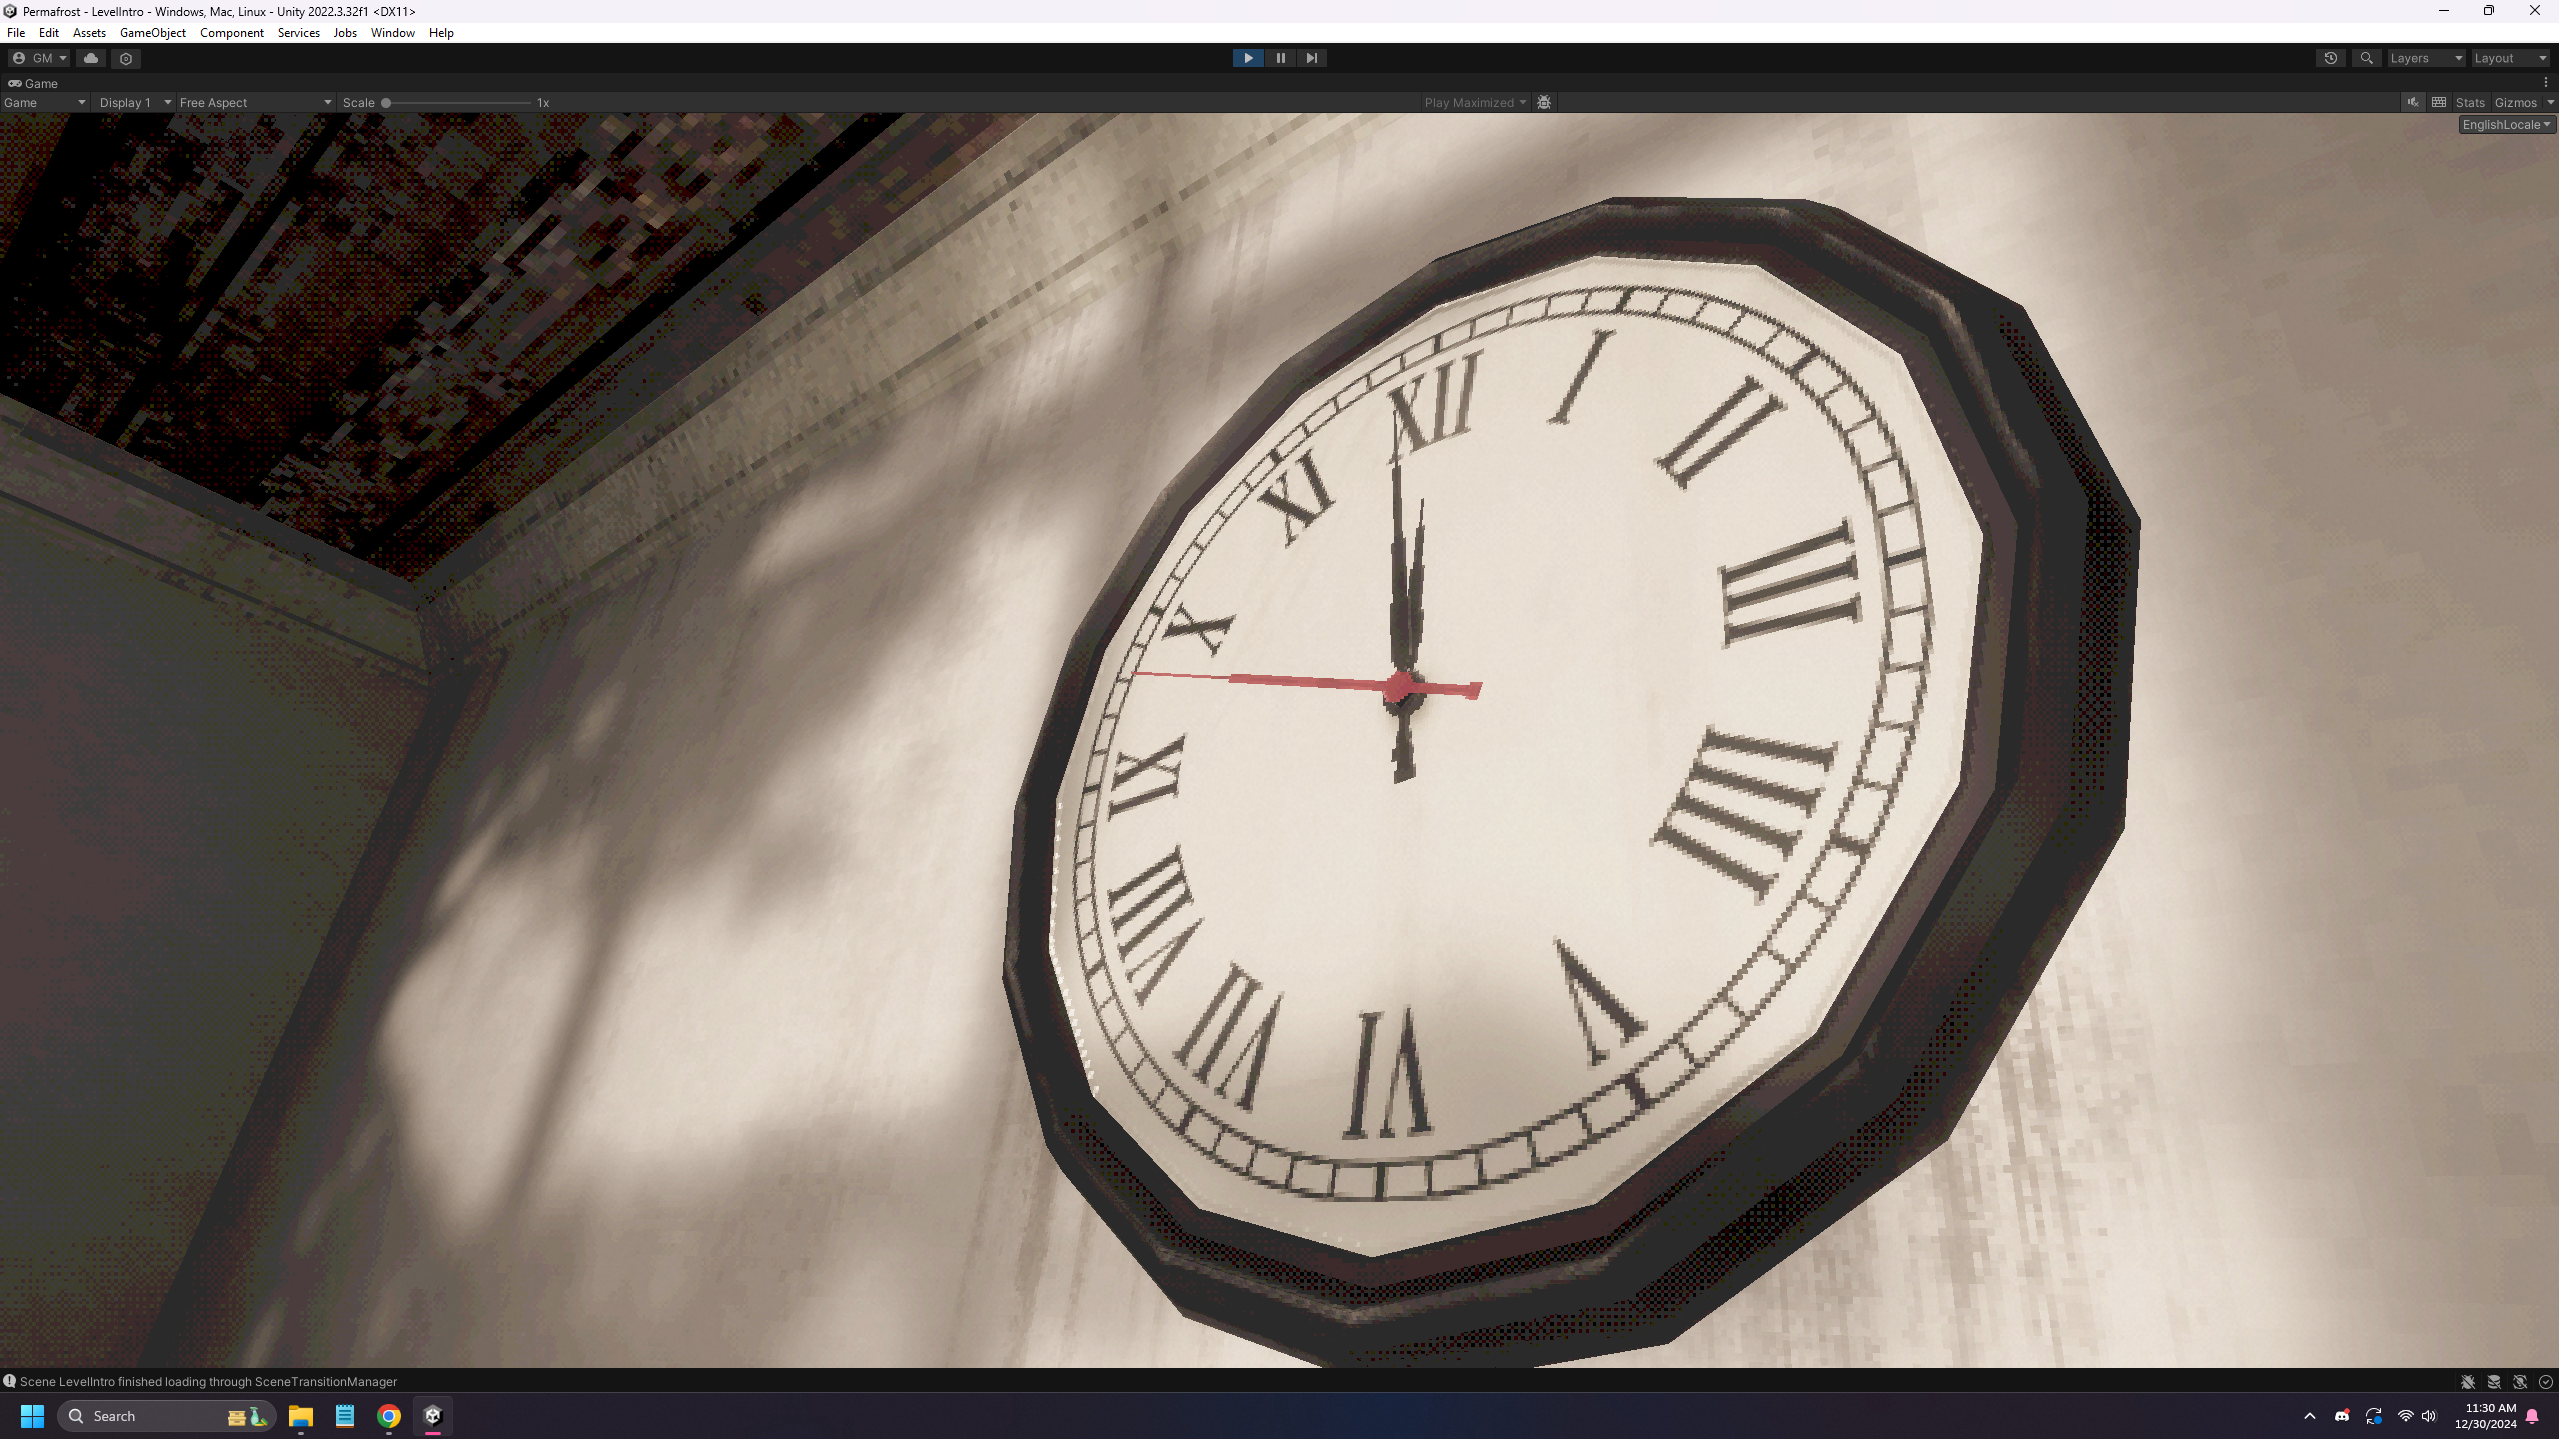 Permafrost - LevelIntro - Windows, Mac, Linux - Unity 2022.3.32f1 <DX11>
File Edit Assets GameObject Component Services Jobs Window Help
GM Layers Layout
Game
Game Display 1 Free Aspect Scale 1x Play Maximized Stats Gizmos
EnglishLocale
XII
I
II
III
IIII
V
VI
VII
VIII
IX
X
XI
Scene LevelIntro finished loading through SceneTransitionManager
Search
11:30 AM
12/30/2024